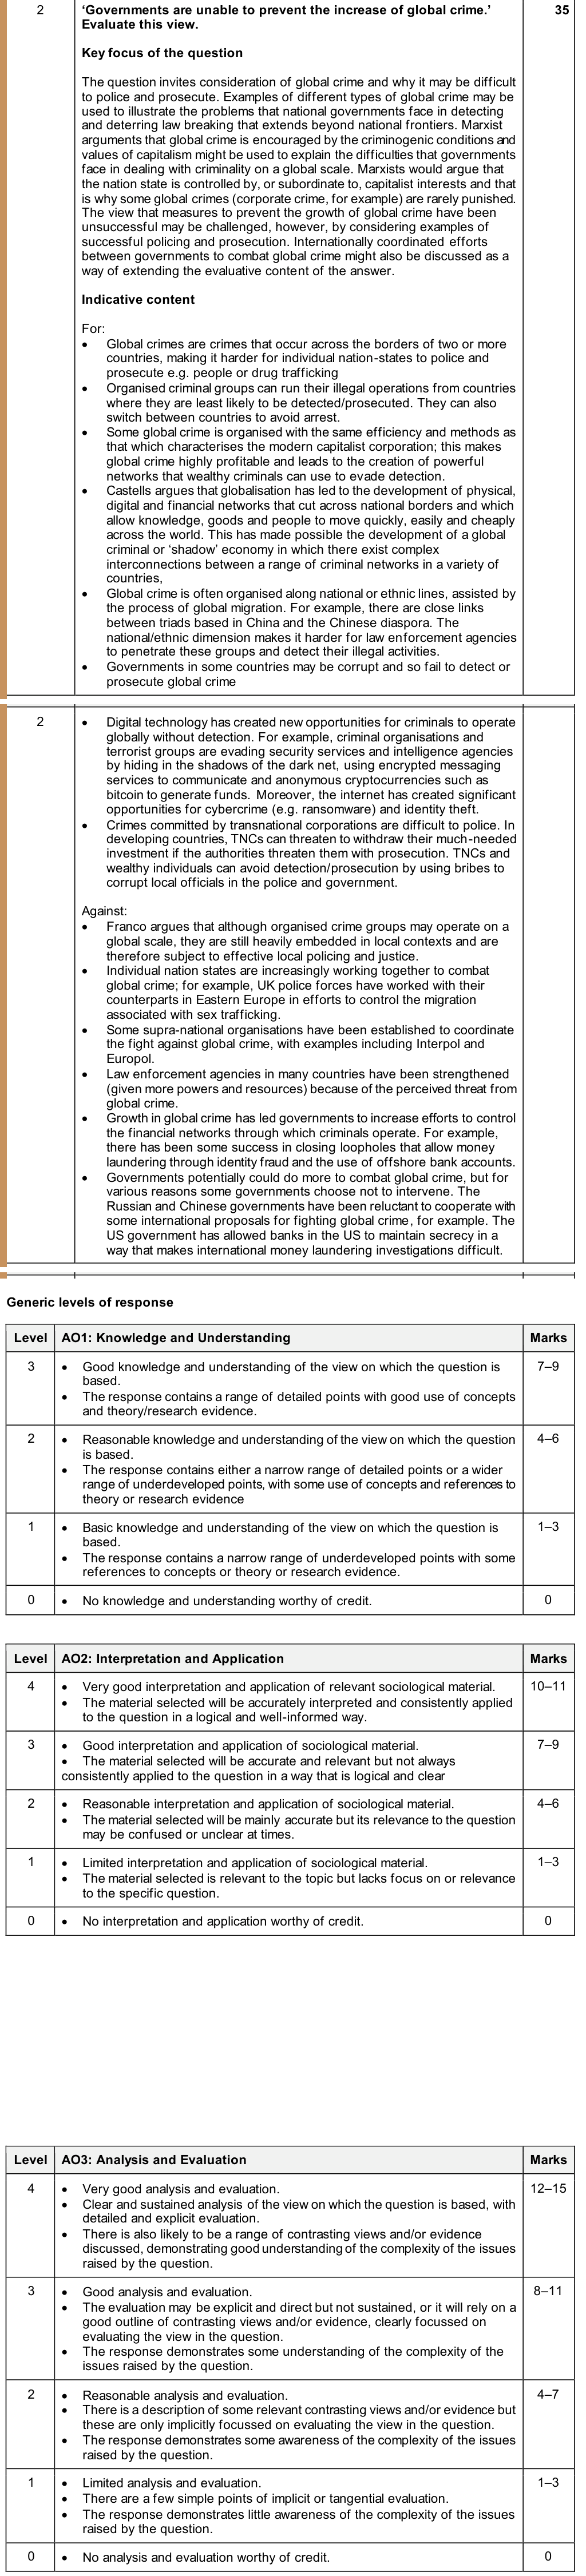 2 ‘Governments are unable to prevent the increase of global crime.’ 35
Evaluate this view.
Key focus of the question
The question invites consideration of global crime and why it may be difficult
to police and prosecute. Examples of different types of global crime may be
used to illustrate the problems that national governments face in detecting
and deterring law breaking that extends beyond national frontiers. Marxist
arguments that global crime is encouraged by the criminogenic conditions and
values of capitalism might be used to explain the difficulties that governments
face in dealing with criminality on a global scale. Marxists would argue that
the nation state is controlled by, or subordinate to, capitalist interests and that
is why some global crimes (corporate crime, for example) are rarely punished.
The view that measures to prevent the growth of global crime have been
unsuccessful may be challenged, however, by considering examples of
successful policing and prosecution. Internationally coordinated efforts
between governments to combat global crime might also be discussed as a
way of extending the evaluative content of the answer.
Indicative content
For:
• Global crimes are crimes that occur across the borders of two or more
countries, making it harder for individual nation-states to police and
prosecute e.g. people or drug trafficking
• Organised criminal groups can run their illegal operations from countries
where they are least likely to be detected/prosecuted. They can also
switch between countries to avoid arrest.
• Some global crime is organised with the same efficiency and methods as
that which characterises the modern capitalist corporation; this makes
global crime highly profitable and leads to the creation of powerful
networks that wealthy criminals can use to evade detection.
• Castells argues that globalisation has led to the development of physical,
digital and financial networks that cut across national borders and which
allow knowledge, goods and people to move quickly, easily and cheaply
across the world. This has made possible the development of a global
criminal or ‘shadow’ economy in which there exist complex
interconnections between a range of criminal networks in a variety of
countries,
• Global crime is often organised along national or ethnic lines, assisted by
the process of global migration. For example, there are close links
between triads based in China and the Chinese diaspora. The
national/ethnic dimension makes it harder for law enforcement agencies
to penetrate these groups and detect their illegal activities.
• Governments in some countries may be corrupt and so fail to detect or
prosecute global crime
2 • Digital technology has created new opportunities for criminals to operate
globally without detection. For example, criminal organisations and
terrorist groups are evading security services and intelligence agencies
by hiding in the shadows of the dark net, using encrypted messaging
services to communicate and anonymous cryptocurrencies such as
bitcoin to generate funds. Moreover, the internet has created significant
opportunities for cybercrime (e.g. ransomware) and identity theft.
• Crimes committed by transnational corporations are difficult to police. In
developing countries, TNCs can threaten to withdraw their much-needed
investment if the authorities threaten them with prosecution. TNCs and
wealthy individuals can avoid detection/prosecution by using bribes to
corrupt local officials in the police and government.
Against:
• Franco argues that although organised crime groups may operate on a
global scale, they are still heavily embedded in local contexts and are
therefore subject to effective local policing and justice.
• Individual nation states are increasingly working together to combat
global crime; for example, UK police forces have worked with their
counterparts in Eastern Europe in efforts to control the migration
associated with sex trafficking.
• Some supra-national organisations have been established to coordinate
the fight against global crime, with examples including Interpol and
Europol.
• Law enforcement agencies in many countries have been strengthened
(given more powers and resources) because of the perceived threat from
global crime.
• Growth in global crime has led governments to increase efforts to control
the financial networks through which criminals operate. For example,
there has been some success in closing loopholes that allow money
laundering through identity fraud and the use of offshore bank accounts.
• Governments potentially could do more to combat global crime, but for
various reasons some governments choose not to intervene. The
Russian and Chinese governments have been reluctant to cooperate with
some international proposals for fighting global crime, for example. The
US government has allowed banks in the US to maintain secrecy in a
way that makes international money laundering investigations difficult.
Generic levels of response
Level AO1: Knowledge and Understanding Marks
3 • Good knowledge and understanding of the view on which the question is 7–9
based.
• The response contains a range of detailed points with good use of concepts
and theory/research evidence.
2 • Reasonable knowledge and understanding of the view on which the question 4–6
is based.
• The response contains either a narrow range of detailed points or a wider
range of underdeveloped points, with some use of concepts and references to
theory or research evidence
1 • Basic knowledge and understanding of the view on which the question is 1–3
based.
• The response contains a narrow range of underdeveloped points with some
references to concepts or theory or research evidence.
0 • No knowledge and understanding worthy of credit. 0
Level AO2: Interpretation and Application Marks
4 • Very good interpretation and application of relevant sociological material. 10–11
• The material selected will be accurately interpreted and consistently applied
to the question in a logical and well-informed way.
3 • Good interpretation and application of sociological material. 7–9
• The material selected will be accurate and relevant but not always
consistently applied to the question in a way that is logical and clear
2 • Reasonable interpretation and application of sociological material. 4–6
• The material selected will be mainly accurate but its relevance to the question
may be confused or unclear at times.
1 • Limited interpretation and application of sociological material. 1–3
• The material selected is relevant to the topic but lacks focus on or relevance
to the specific question.
0 • No interpretation and application worthy of credit. 0
Level AO3: Analysis and Evaluation Marks
4 • Very good analysis and evaluation. 12–15
• Clear and sustained analysis of the view on which the question is based, with
detailed and explicit evaluation.
• There is also likely to be a range of contrasting views and/or evidence
discussed, demonstrating good understanding of the complexity of the issues
raised by the question.
3 • Good analysis and evaluation. 8–11
• The evaluation may be explicit and direct but not sustained, or it will rely on a
good outline of contrasting views and/or evidence, clearly focussed on
evaluating the view in the question.
• The response demonstrates some understanding of the complexity of the
issues raised by the question.
2 • Reasonable analysis and evaluation. 4–7
• There is a description of some relevant contrasting views and/or evidence but
these are only implicitly focussed on evaluating the view in the question.
• The response demonstrates some awareness of the complexity of the issues
raised by the question.
1 • Limited analysis and evaluation. 1–3
• There are a few simple points of implicit or tangential evaluation.
• The response demonstrates little awareness of the complexity of the issues
raised by the question.
0 • No analysis and evaluation worthy of credit. 0